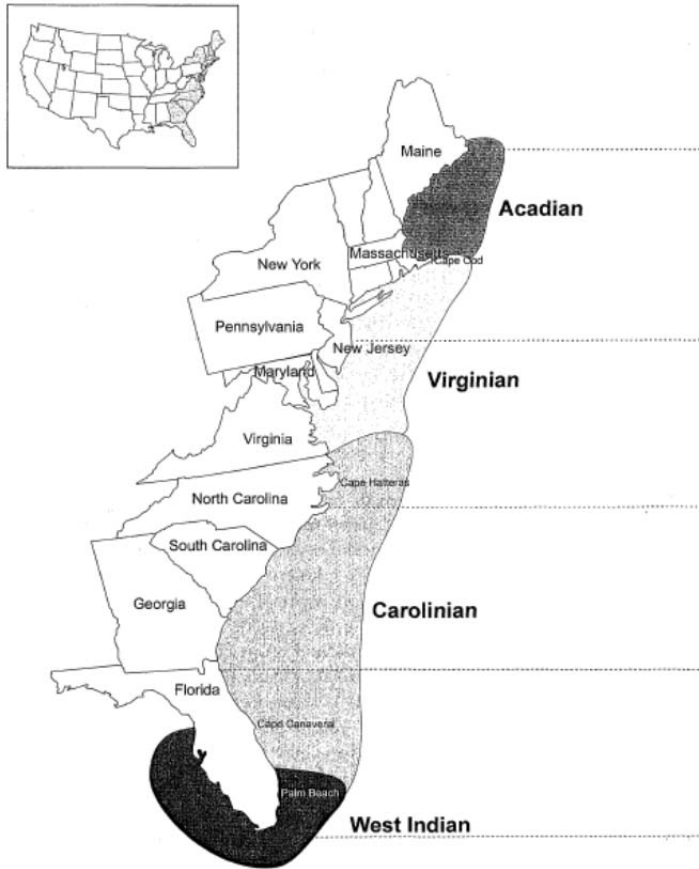 Maine
Acadian
Massachusetts
Cape Cod
New York
Pennsylvania
New Jersey
Maryland
Virginian
Virginia
Cape Hatteras
North Carolina
South Carolina
Georgia
Carolinian
Florida
Cape Canaveral
Palm Beach
West Indian